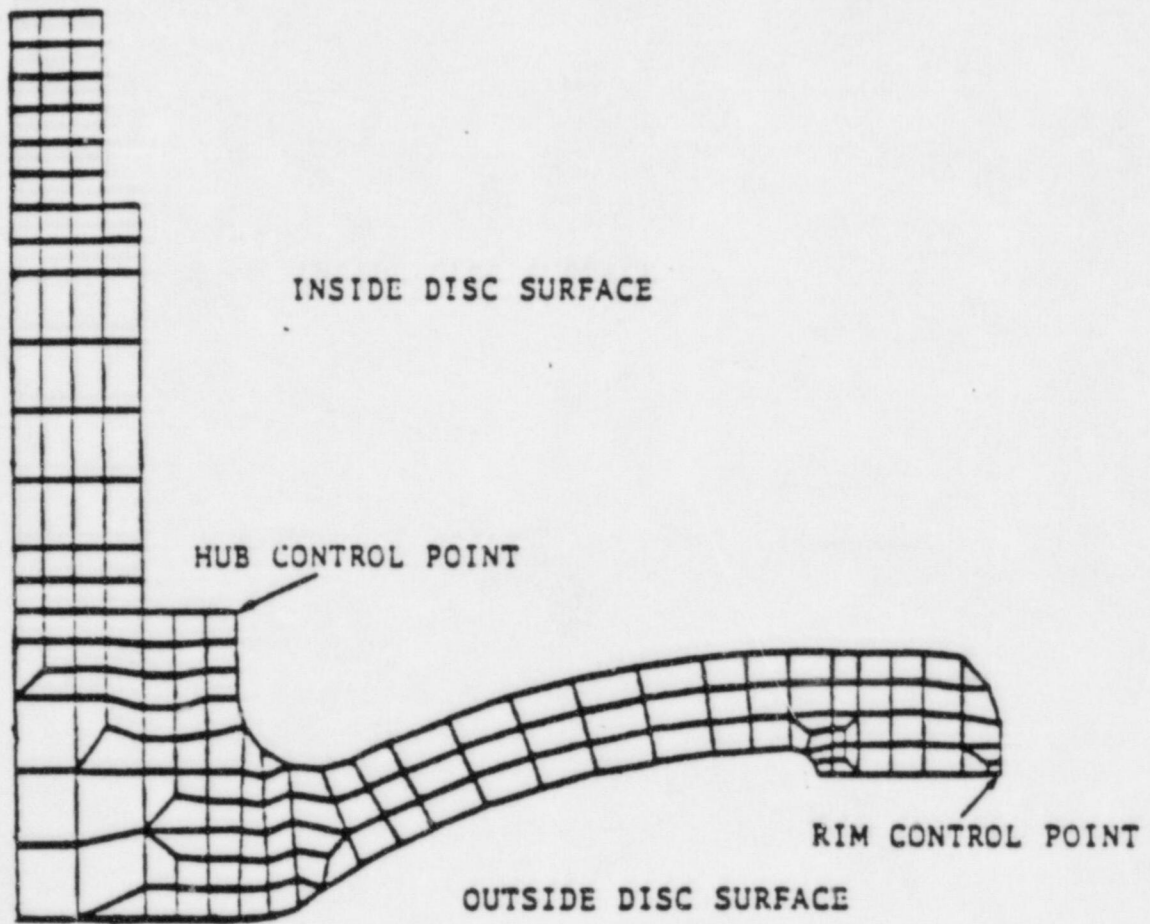 INSIDE DISC SURFACE
HUB CONTROL POINT
RIM CONTROL POINT
OUTSIDE DISC SURFACE